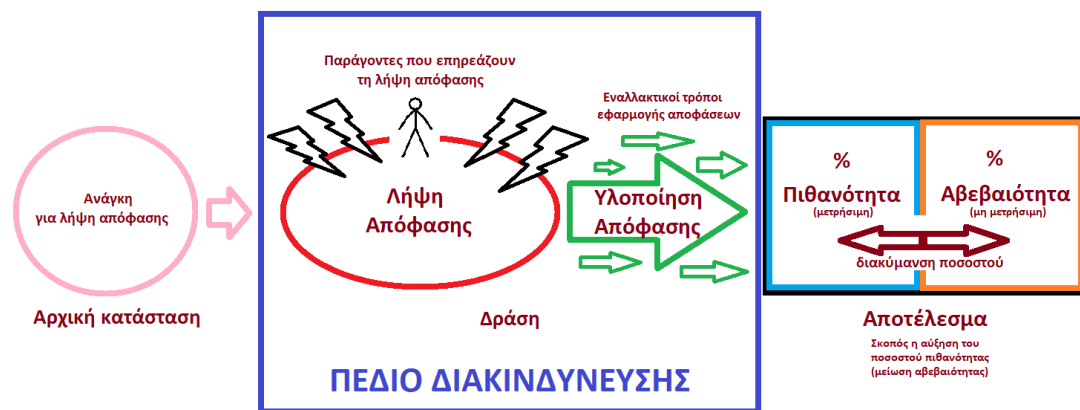 Ανάγκη
για λήψη απόφασης
Αρχική κατάσταση
Παράγοντες που επηρεάζουν
τη λήψη απόφασης
Λήψη
Απόφασης
Εναλλακτικοί τρόποι
εφαρμογής αποφάσεων
Υλοποίηση
Απόφασης
Δράση
ΠΕΔΙΟ ΔΙΑΚΙΝΔΥΝΕΥΣΗΣ
%
Πιθανότητα
(μετρήσιμη)
%
Αβεβαιότητα
(μη μετρήσιμη)
διακύμανση ποσοστού
Αποτέλεσμα
Σκοπός η αύξηση του
ποσοστού πιθανότητας
(μείωση αβεβαιότητας)